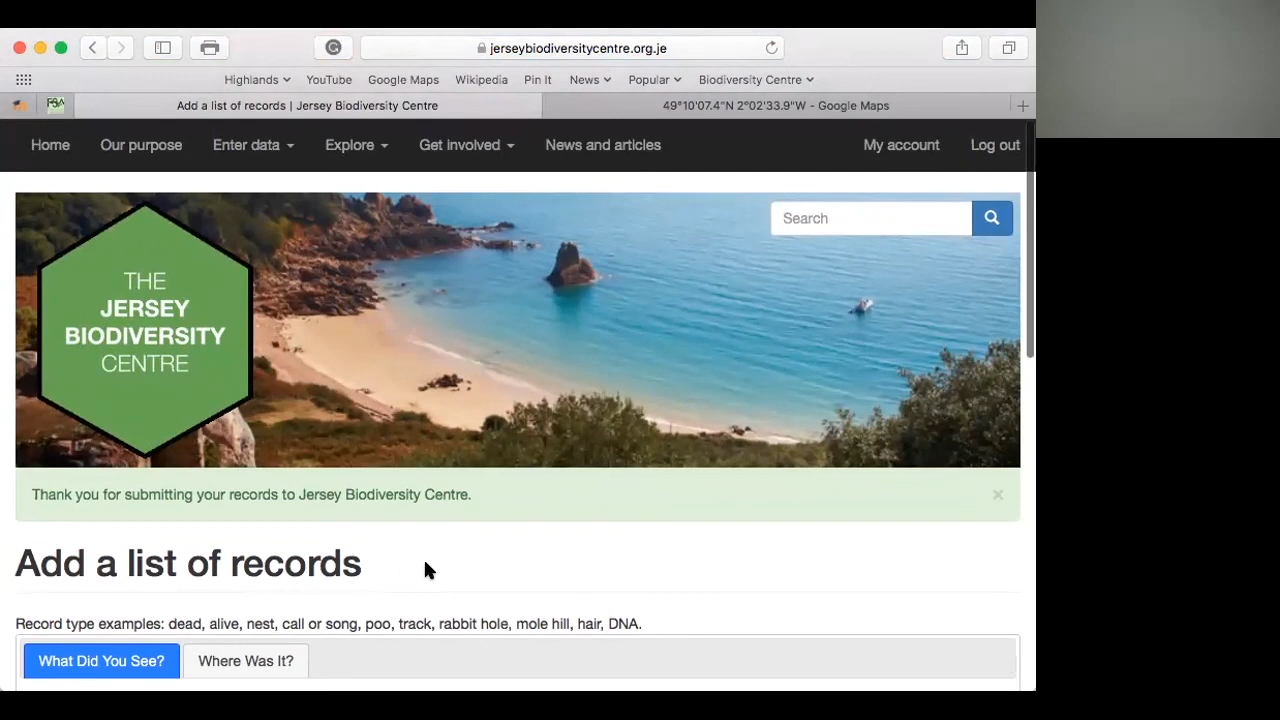 jerseybiodiversitycentre.org.je
Highlands YouTube Google Maps Wikipedia Pin It News Popular Biodiversity Centre
Add a list of records | Jersey Biodiversity Centre 49°10'07.4"N 2°02'33.9"W - Google Maps
Home Our purpose Enter data Explore Get involved News and articles My account Log out
Search
THE
JERSEY
BIODIVERSITY
CENTRE
Thank you for submitting your records to Jersey Biodiversity Centre. ×
Add a list of records
Record type examples: dead, alive, nest, call or song, poo, track, rabbit hole, mole hill, hair, DNA.
What Did You See? Where Was It?